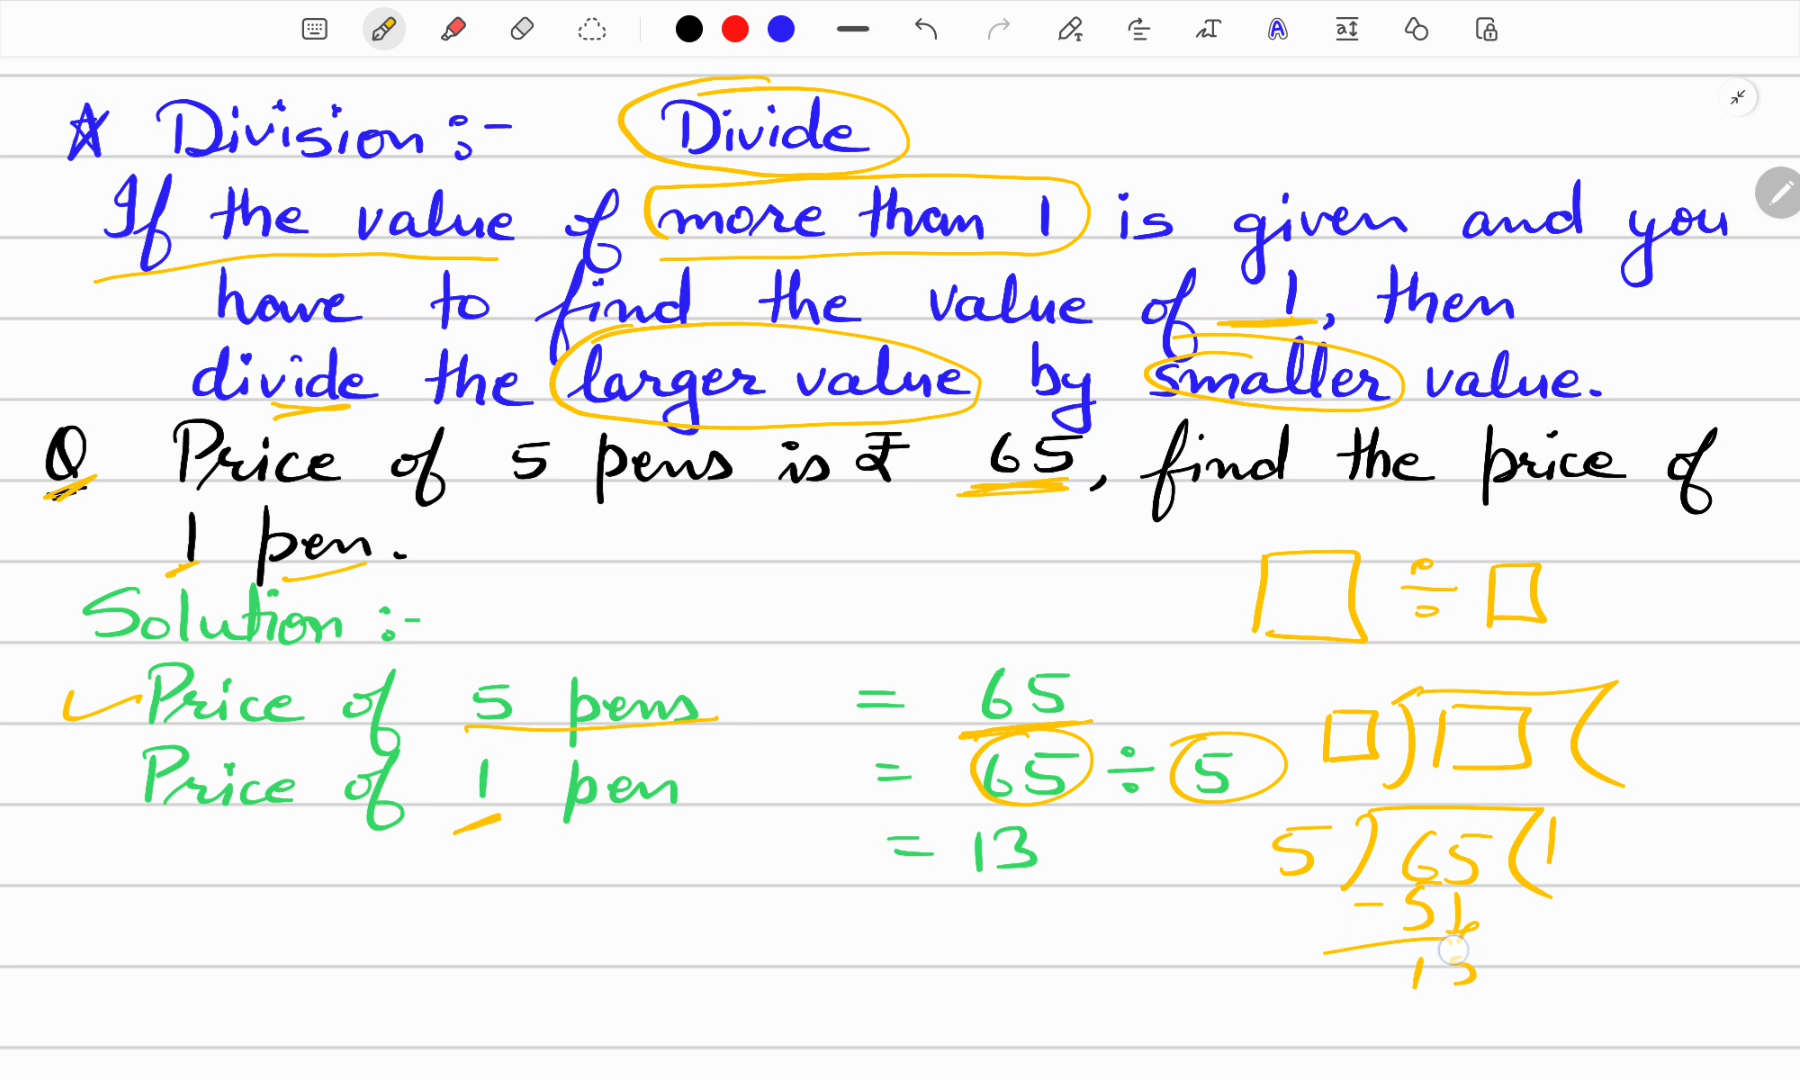 ☆ Division :- Divide
If the value of more than 1 is given and you
have to find the value of 1, then
divide the larger value by smaller value.
Q Price of 5 pens is ₹ 65, find the price of
1 pen.
Solution :-
□ ÷ □
Price of 5 pens = 65
Price of 1 pen = 65 ÷ 5
= 13
5 ) 65 ( 1
- 5↓
15